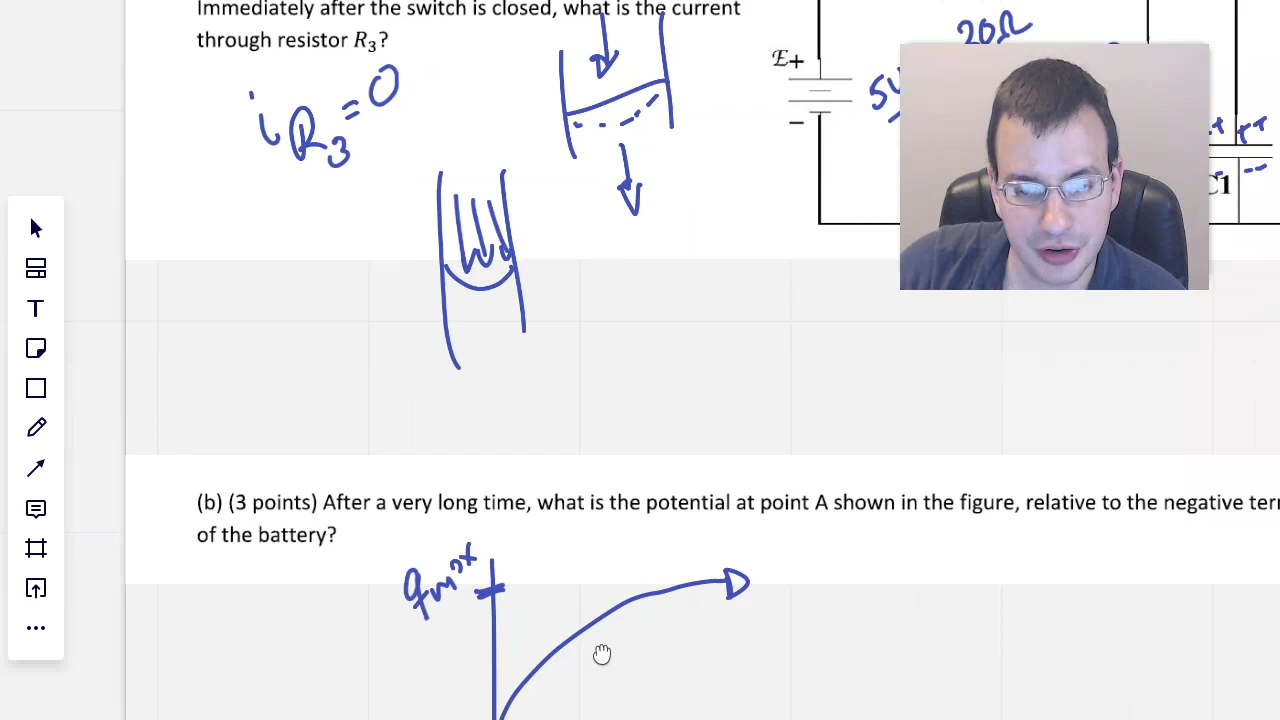 Immediately after the switch is closed, what is the current
through resistor R₃?
i R₃ = 0
20Ω
ℰ+
5V
−
++ ++
- --
C1
T
(b) (3 points) After a very long time, what is the potential at point A shown in the figure, relative to the negative ter
of the battery?
qmax